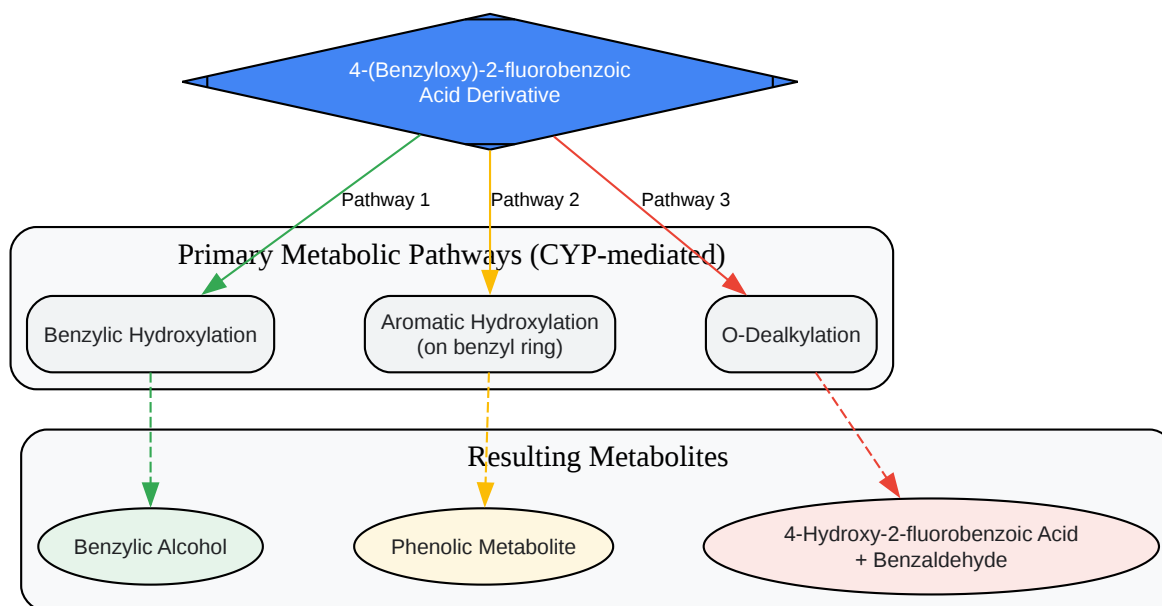 4-(Benzyloxy)-2-fluorobenzoic
Acid Derivative
Pathway 1
Pathway 2
Pathway 3
Primary Metabolic Pathways (CYP-mediated)
Benzylic Hydroxylation
Aromatic Hydroxylation
(on benzyl ring)
O-Dealkylation
Resulting Metabolites
Benzylic Alcohol
Phenolic Metabolite
4-Hydroxy-2-fluorobenzoic Acid
+ Benzaldehyde